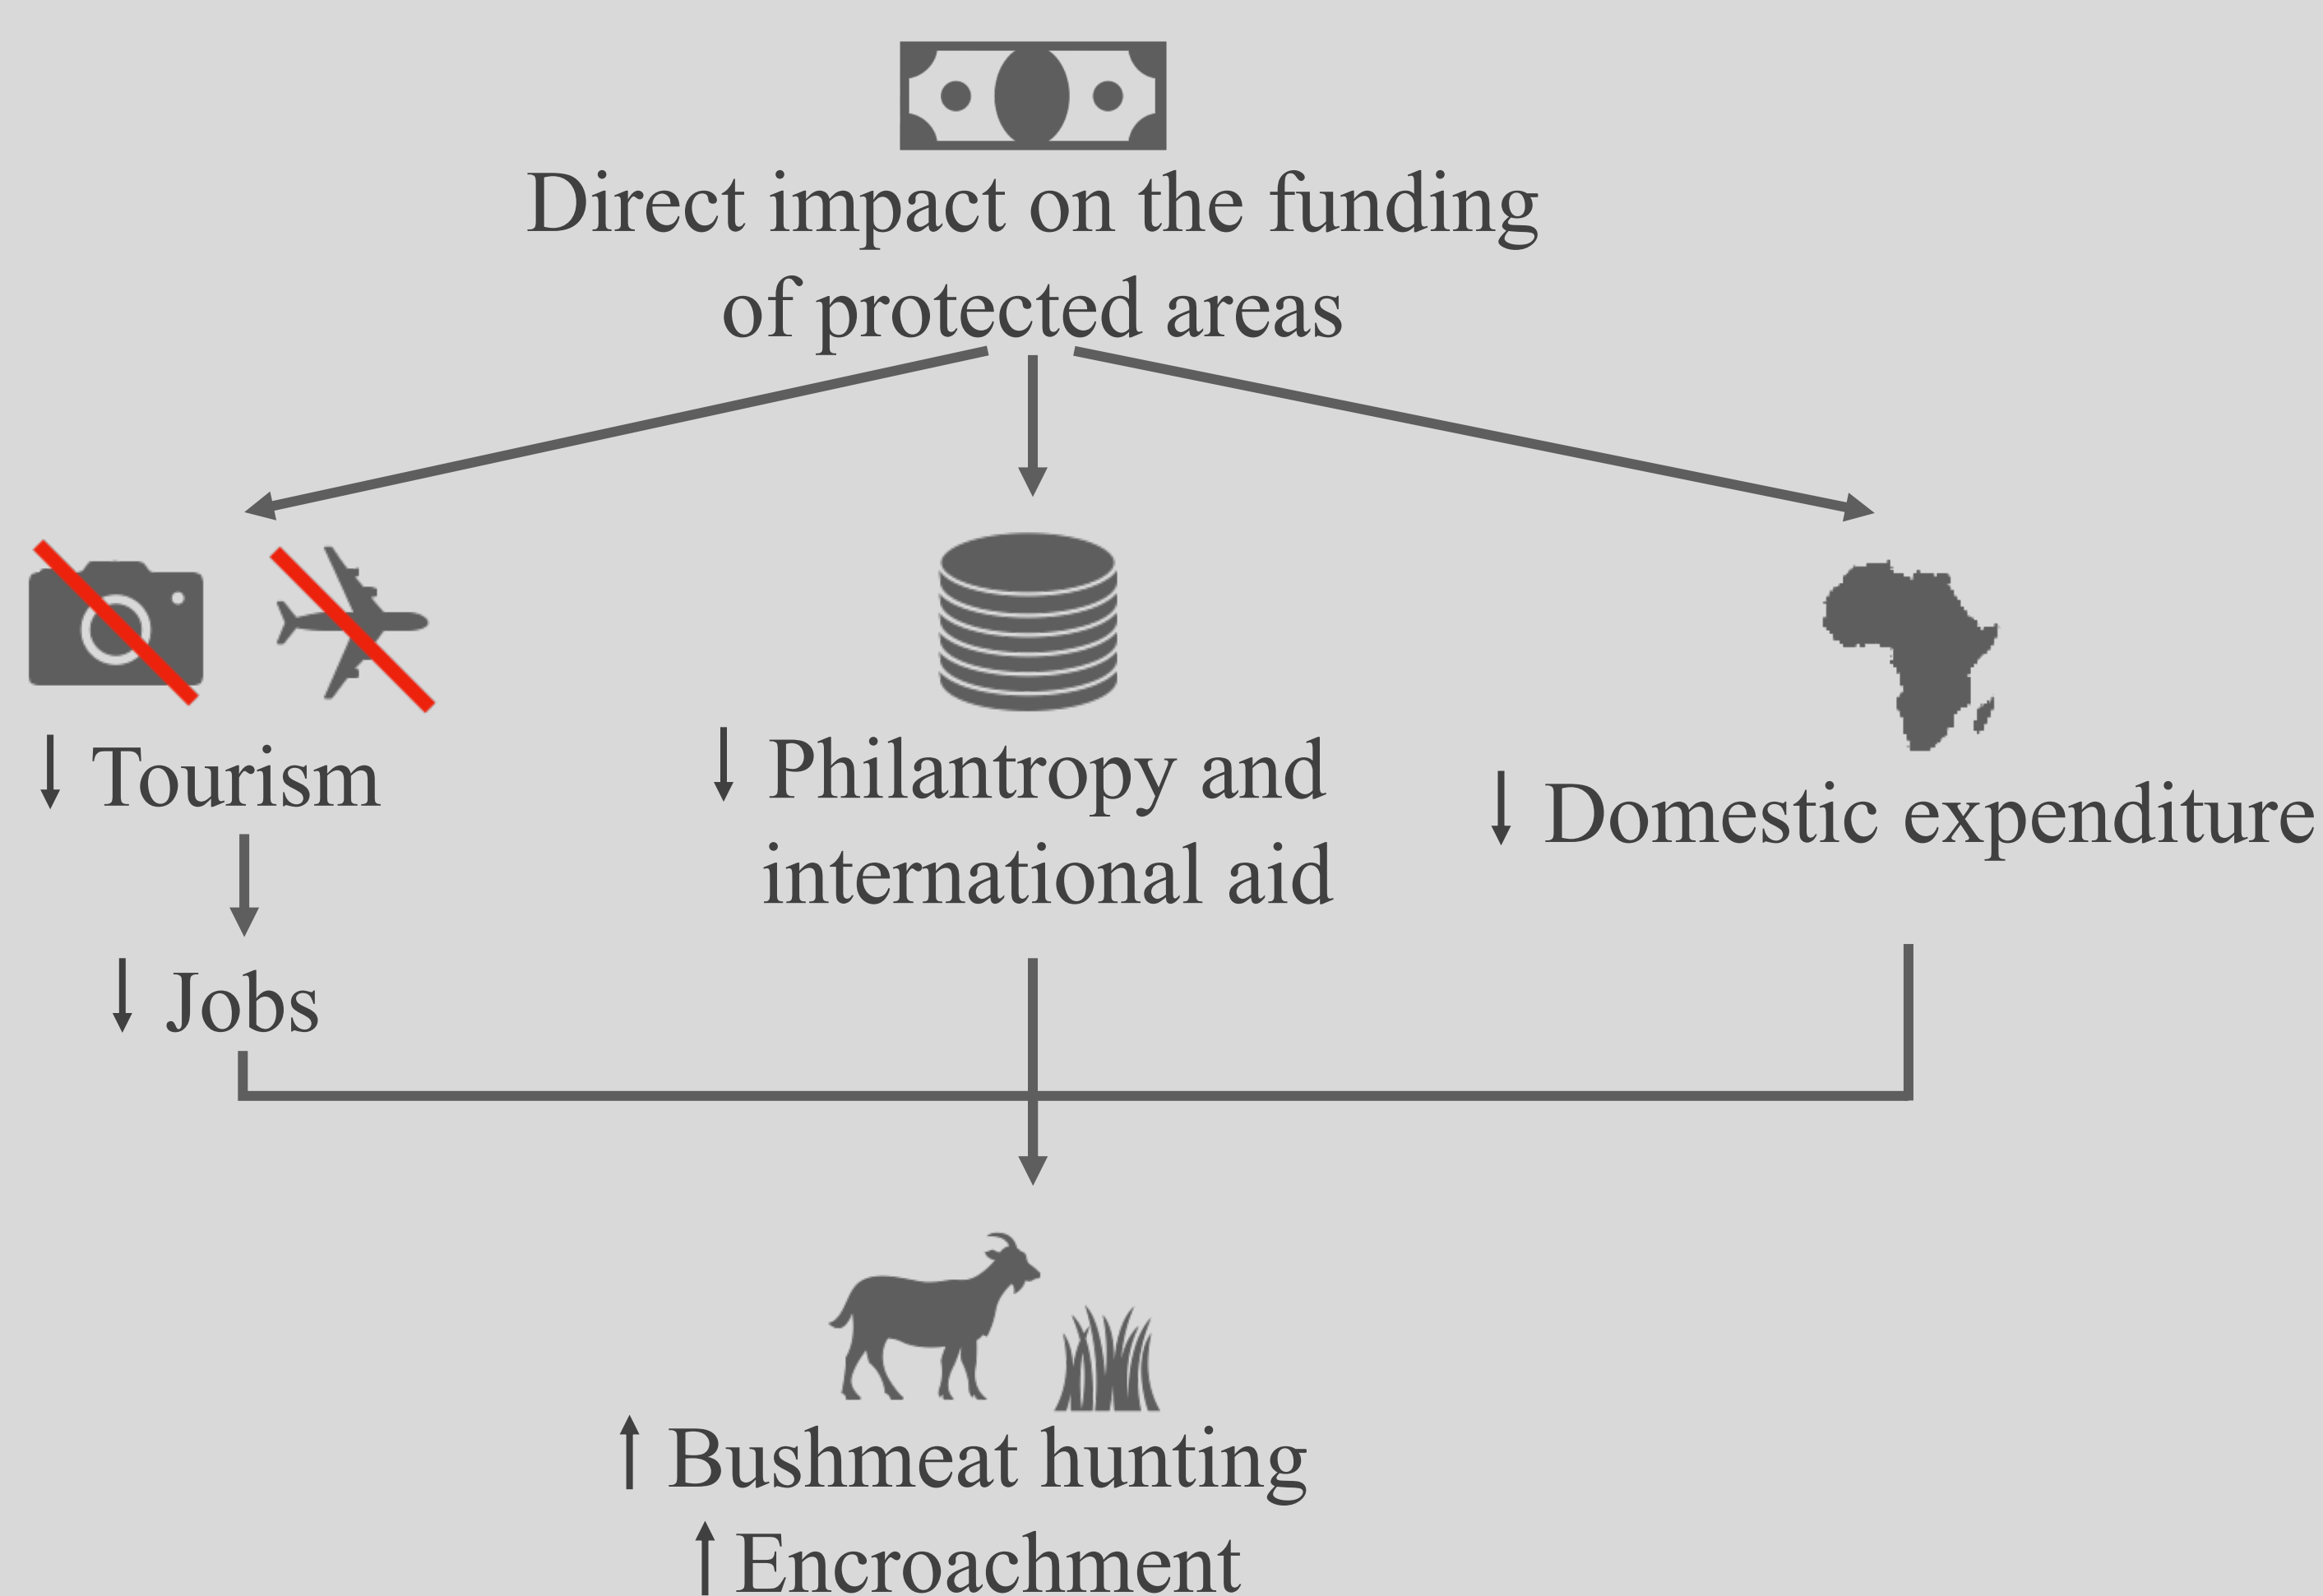 Direct impact on the funding
of protected areas
↓ Tourism
↓ Philantropy and
international aid
↓ Domestic expenditure
↓ Jobs
↑ Bushmeat hunting
↑ Encroachment